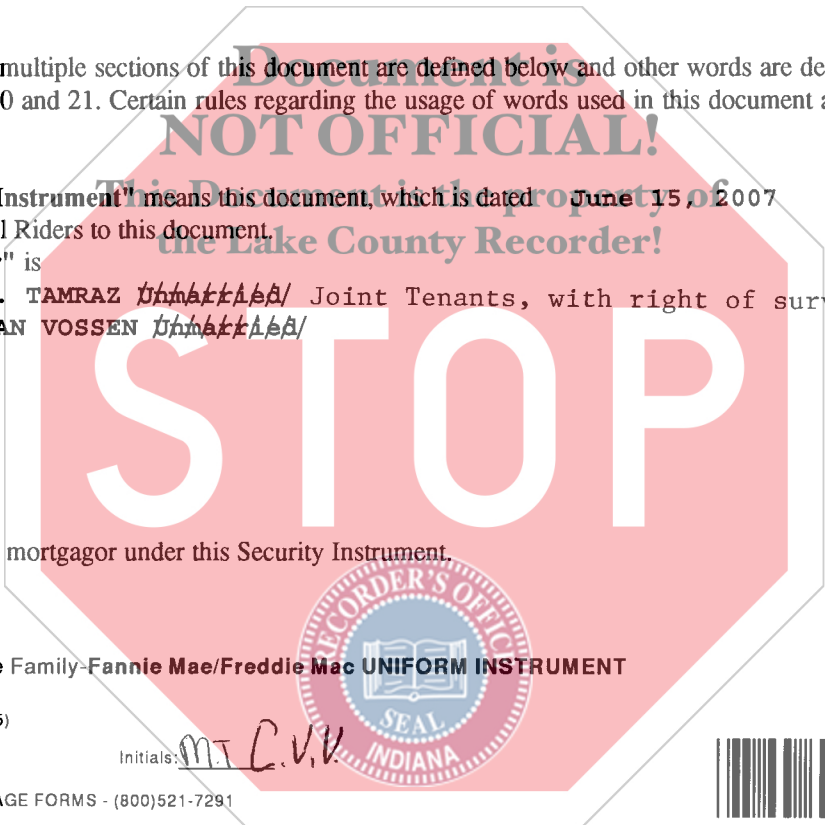 Document is
multiple sections of this document are defined below and other words are de
0 and 21. Certain rules regarding the usage of words used in this document a
NOT OFFICIAL!
This Document is the property of
Instrument" means this document, which is dated June 15, 2007
l Riders to this document.
the Lake County Recorder!
" is
. TAMRAZ Unmarried Joint Tenants, with right of surv
AN VOSSEN Unmarried
STOP
mortgagor under this Security Instrument.
RECORDER'S OFFICE
SEAL
INDIANA
e Family-Fannie Mae/Freddie Mac UNIFORM INSTRUMENT
5)
Initials: M.T C.V.V.
AGE FORMS - (800)521-7291